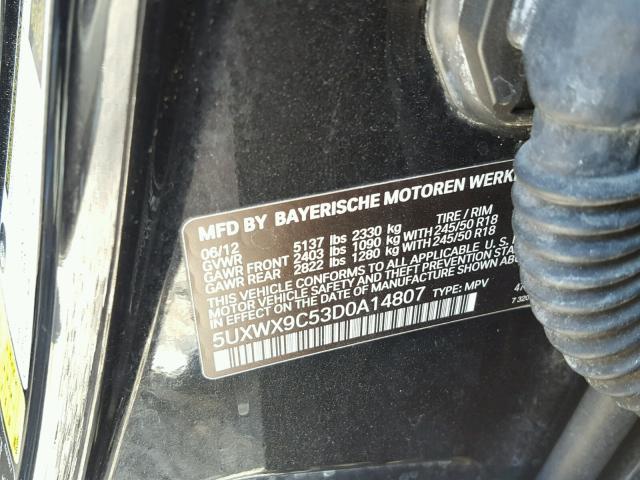 MFD BY BAYERISCHE MOTOREN WERKE
06/12 TIRE / RIM
GVWR 5137 lbs 2330 kg
GAWR FRONT 2403 lbs 1090 kg WITH 245/50 R18
GAWR REAR 2822 lbs 1280 kg WITH 245/50 R18
THIS VEHICLE CONFORMS TO ALL APPLICABLE U. S.
MOTOR VEHICLE SAFETY AND THEFT PREVENTION
IN EFFECT ON THE DATE OF MANUFACTURE SHOWN
5UXWX9C53D0A14807 TYPE: MPV